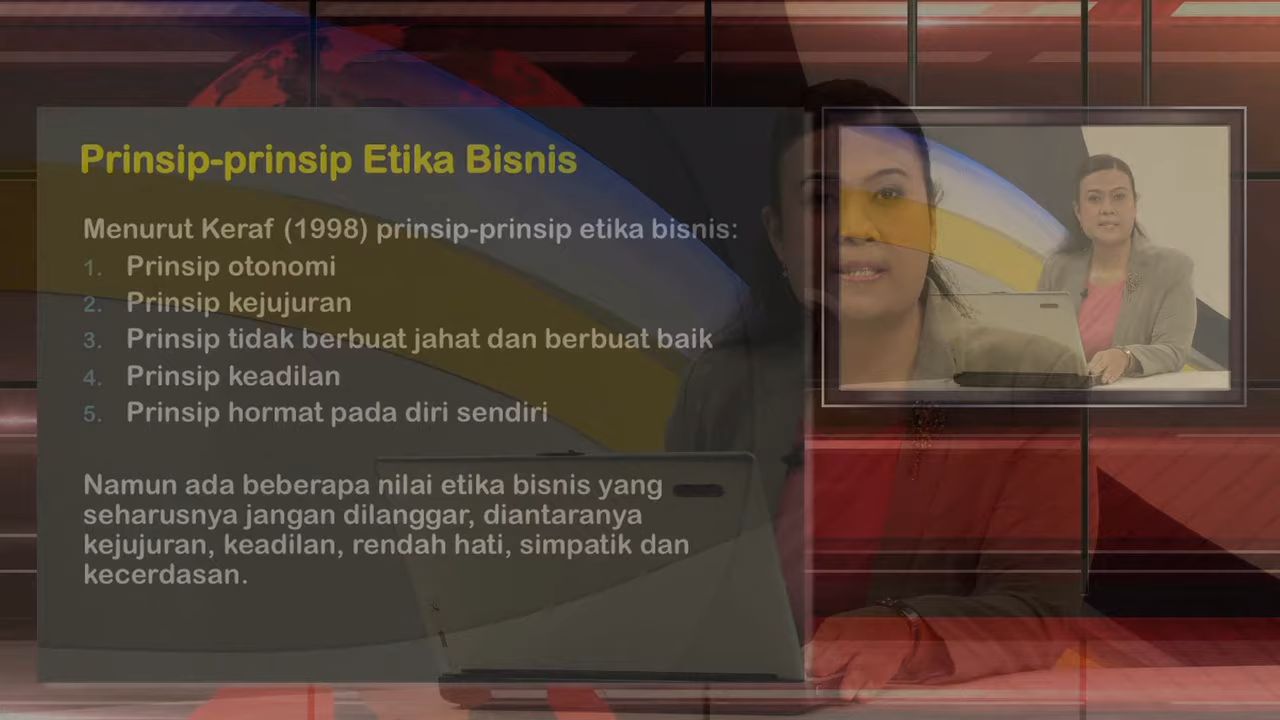 Prinsip-prinsip Etika Bisnis
Menurut Keraf (1998) prinsip-prinsip etika bisnis:
1. Prinsip otonomi
2. Prinsip kejujuran
3. Prinsip tidak berbuat jahat dan berbuat baik
4. Prinsip keadilan
5. Prinsip hormat pada diri sendiri
Namun ada beberapa nilai etika bisnis yang
seharusnya jangan dilanggar, diantaranya
kejujuran, keadilan, rendah hati, simpatik dan
kecerdasan.